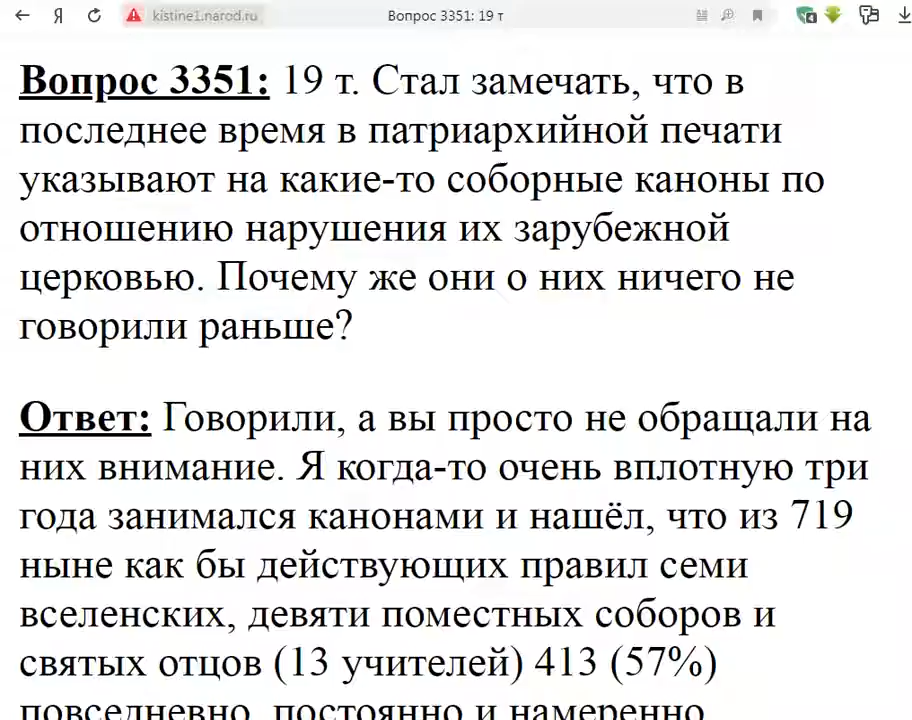 Я kistine1.narod.ru Вопрос 3351: 19 т
Вопрос 3351: 19 т. Стал замечать, что в
последнее время в патриархийной печати
указывают на какие-то соборные каноны по
отношению нарушения их зарубежной
церковью. Почему же они о них ничего не
говорили раньше?
Ответ: Говорили, а вы просто не обращали на
них внимание. Я когда-то очень вплотную три
года занимался канонами и нашёл, что из 719
ныне как бы действующих правил семи
вселенских, девяти поместных соборов и
святых отцов (13 учителей) 413 (57%)
повседневно, постоянно и намеренно